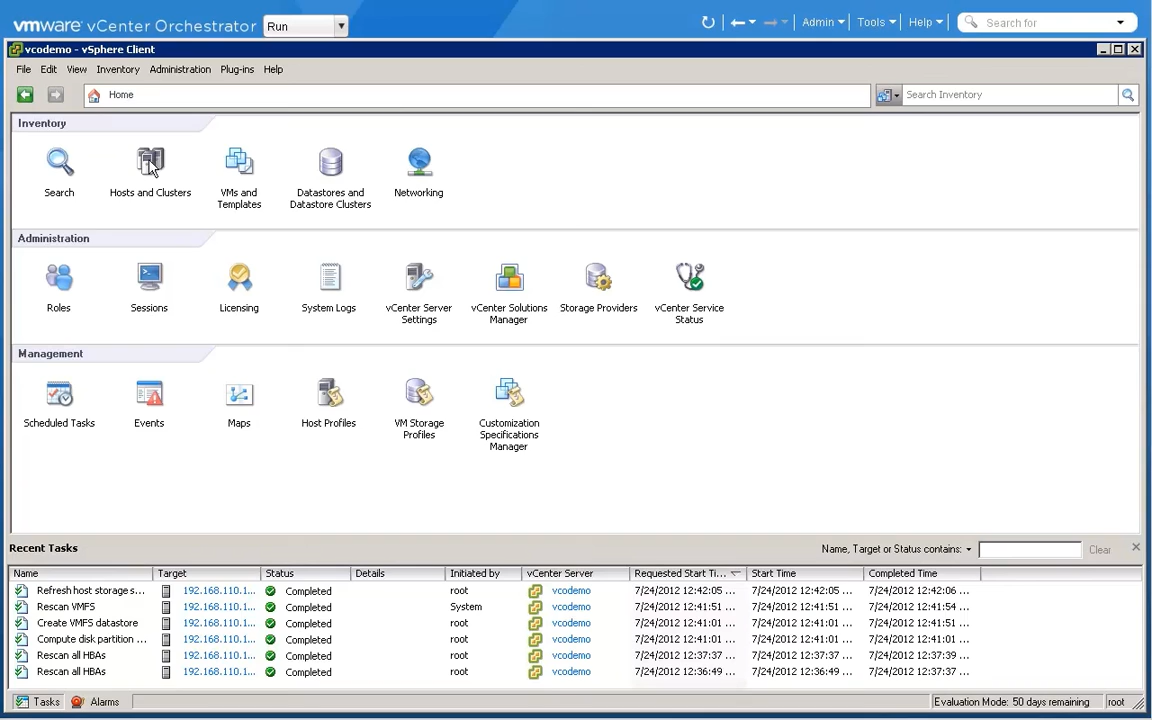 vmware vCenter Orchestrator Run Admin Tools Help Search for
vcodemo - vSphere Client
File Edit View Inventory Administration Plug-ins Help
Home Search Inventory
Inventory
Search Hosts and Clusters VMs and Templates Datastores and Datastore Clusters Networking
Administration
Roles Sessions Licensing System Logs vCenter Server Settings vCenter Solutions Manager Storage Providers vCenter Service Status
Management
Scheduled Tasks Events Maps Host Profiles VM Storage Profiles Customization Specifications Manager
Recent Tasks Name, Target or Status contains: Clear
Name Target Status Details Initiated by vCenter Server Requested Start Ti... Start Time Completed Time
Refresh host storage s... 192.168.110.1... Completed root vcodemo 7/24/2012 12:42:05 ... 7/24/2012 12:42:05 ... 7/24/2012 12:42:06 ...
Rescan VMFS 192.168.110.1... Completed System vcodemo 7/24/2012 12:41:51 ... 7/24/2012 12:41:51 ... 7/24/2012 12:41:54 ...
Create VMFS datastore 192.168.110.1... Completed root vcodemo 7/24/2012 12:41:01 ... 7/24/2012 12:41:01 ... 7/24/2012 12:41:51 ...
Compute disk partition ... 192.168.110.1... Completed root vcodemo 7/24/2012 12:41:01 ... 7/24/2012 12:41:01 ... 7/24/2012 12:41:01 ...
Rescan all HBAs 192.168.110.1... Completed root vcodemo 7/24/2012 12:37:37 ... 7/24/2012 12:37:37 ... 7/24/2012 12:37:39 ...
Rescan all HBAs 192.168.110.1... Completed root vcodemo 7/24/2012 12:36:49 ... 7/24/2012 12:36:49 ... 7/24/2012 12:37:37 ...
Tasks Alarms Evaluation Mode: 50 days remaining root